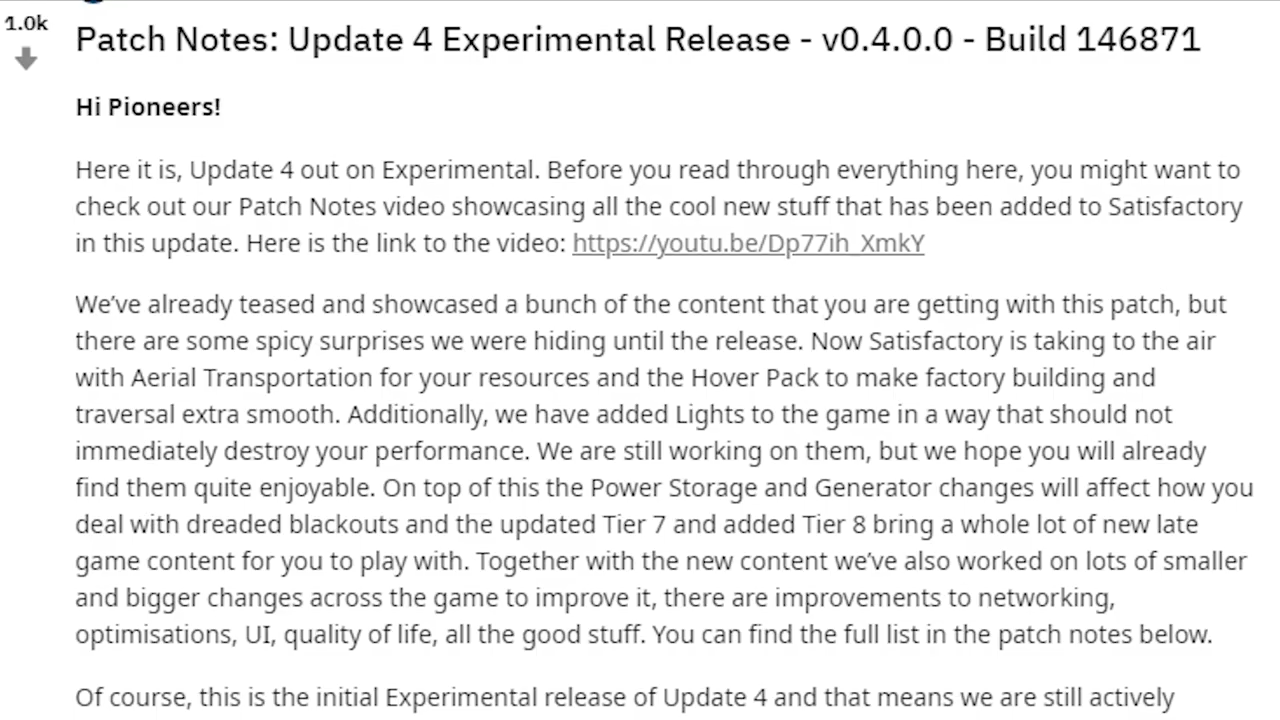 1.0k
Patch Notes: Update 4 Experimental Release - v0.4.0.0 - Build 146871
Hi Pioneers!
Here it is, Update 4 out on Experimental. Before you read through everything here, you might want to
check out our Patch Notes video showcasing all the cool new stuff that has been added to Satisfactory
in this update. Here is the link to the video: https://youtu.be/Dp77ih_XmkY
We’ve already teased and showcased a bunch of the content that you are getting with this patch, but
there are some spicy surprises we were hiding until the release. Now Satisfactory is taking to the air
with Aerial Transportation for your resources and the Hover Pack to make factory building and
traversal extra smooth. Additionally, we have added Lights to the game in a way that should not
immediately destroy your performance. We are still working on them, but we hope you will already
find them quite enjoyable. On top of this the Power Storage and Generator changes will affect how you
deal with dreaded blackouts and the updated Tier 7 and added Tier 8 bring a whole lot of new late
game content for you to play with. Together with the new content we’ve also worked on lots of smaller
and bigger changes across the game to improve it, there are improvements to networking,
optimisations, UI, quality of life, all the good stuff. You can find the full list in the patch notes below.
Of course, this is the initial Experimental release of Update 4 and that means we are still actively